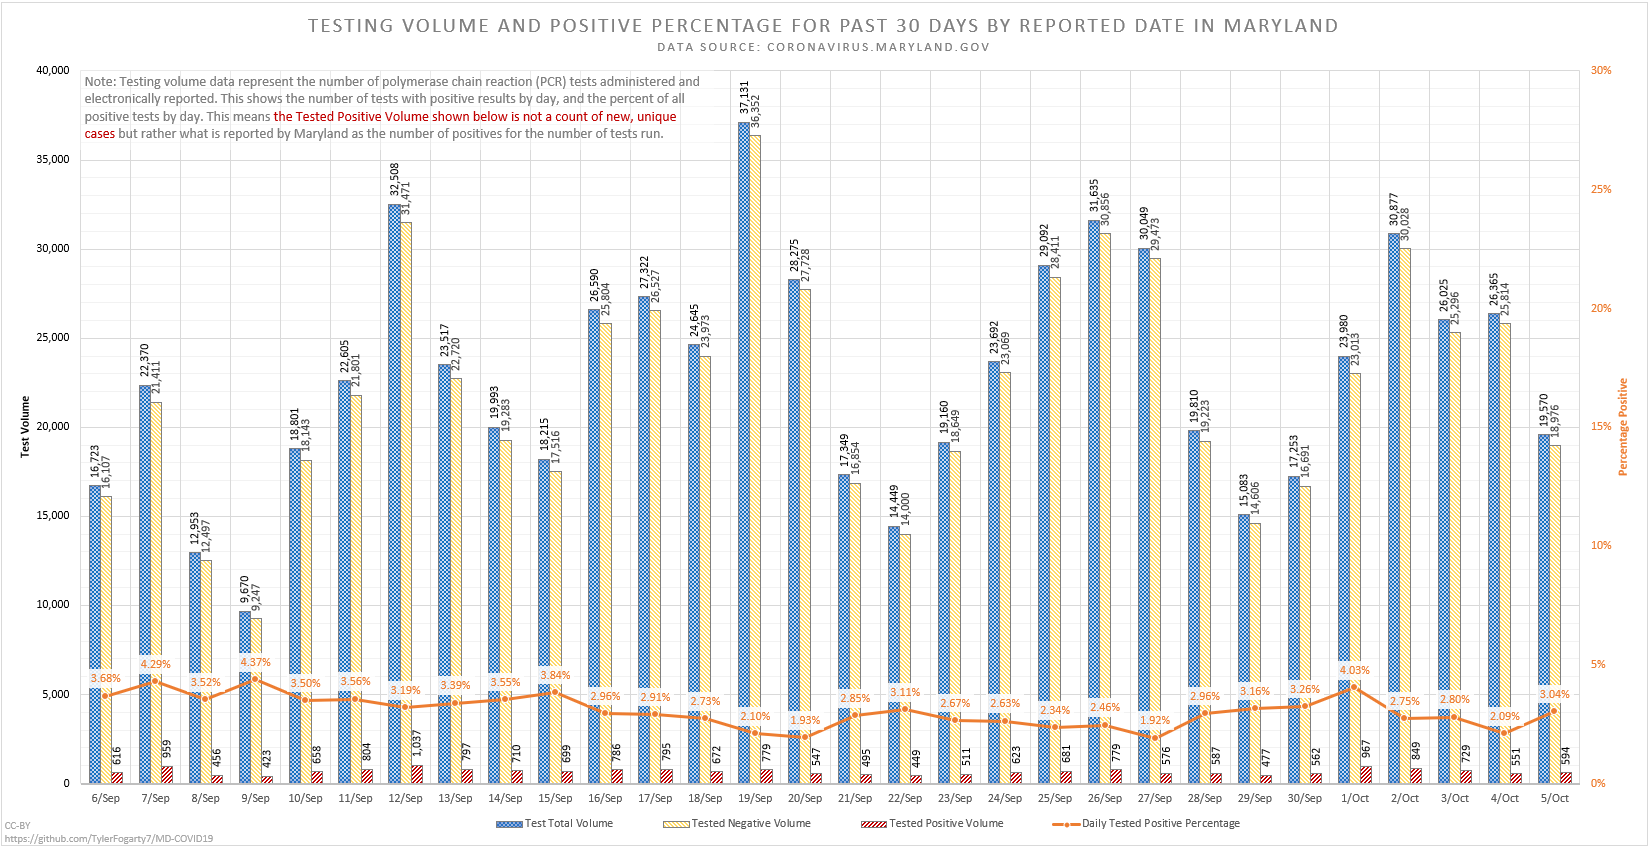 TESTING VOLUME AND POSITIVE PERCENTAGE FOR PAST 30 DAYS BY REPORTED DATE IN MARYLAND
DATA SOURCE: CORONAVIRUS.MARYLAND.GOV
Note: Testing volume data represent the number of polymerase chain reaction (PCR) tests administered and
electronically reported. This shows the number of tests with positive results by day, and the percent of all
positive tests by day. This means the Tested Positive Volume shown below is not a count of new, unique
cases but rather what is reported by Maryland as the number of positives for the number of tests run.
Test Volume
40,000
35,000
30,000
25,000
20,000
15,000
10,000
5,000
0
Percentage Positive
30%
25%
20%
15%
10%
5%
0%
16,723 16,107 3.68% 616 6/Sep
22,370 21,411 4.29% 959 7/Sep
12,953 12,497 3.52% 456 8/Sep
9,670 9,247 4.37% 423 9/Sep
18,801 18,143 3.50% 658 10/Sep
22,605 21,801 3.56% 804 11/Sep
32,508 31,471 3.19% 1,037 12/Sep
23,517 22,720 3.39% 797 13/Sep
19,993 19,283 3.55% 710 14/Sep
18,215 17,516 3.84% 699 15/Sep
26,590 25,804 2.96% 786 16/Sep
27,322 26,527 2.91% 795 17/Sep
24,645 23,973 2.73% 672 18/Sep
37,131 36,352 2.10% 779 19/Sep
28,275 27,728 1.93% 547 20/Sep
17,349 16,854 2.85% 495 21/Sep
14,449 14,000 3.11% 449 22/Sep
19,160 18,649 2.67% 511 23/Sep
23,692 23,069 2.63% 623 24/Sep
29,092 28,411 2.34% 681 25/Sep
31,635 30,856 2.46% 779 26/Sep
30,049 29,473 1.92% 576 27/Sep
19,810 19,223 2.96% 587 28/Sep
15,083 14,606 3.16% 477 29/Sep
17,253 16,691 3.26% 562 30/Sep
23,980 23,013 4.03% 967 1/Oct
30,877 30,028 2.75% 849 2/Oct
26,025 25,296 2.80% 729 3/Oct
26,365 25,814 2.09% 551 4/Oct
19,570 18,976 3.04% 594 5/Oct
Test Total Volume
Tested Negative Volume
Tested Positive Volume
Daily Tested Positive Percentage
CC-BY
https://github.com/TylerFogarty7/MD-COVID19